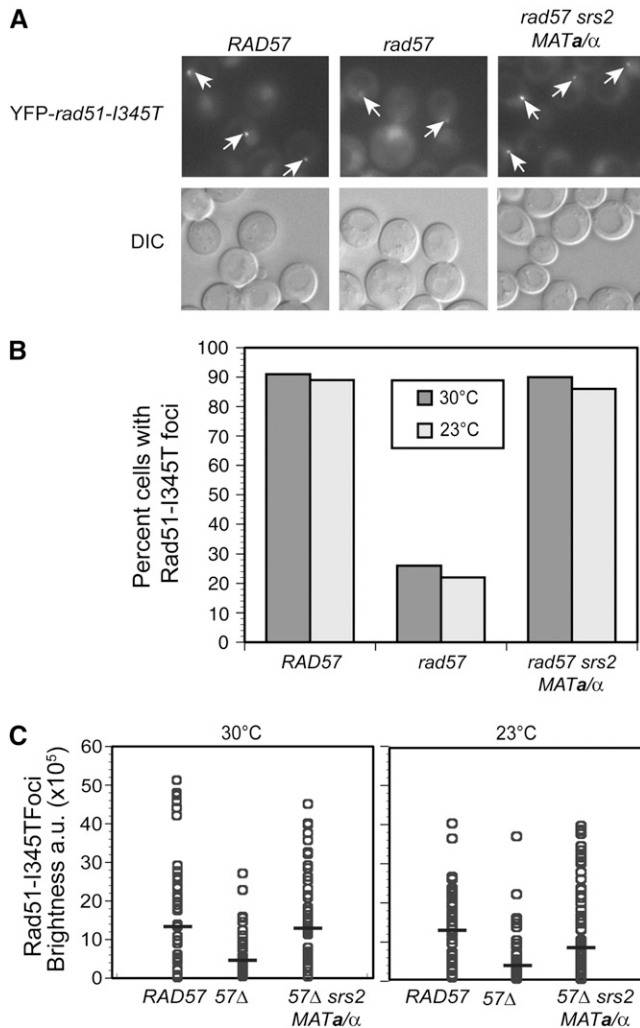 A
RAD57
rad57
rad57 srs2
MATa/α
YFP-rad51-I345T
DIC
B
Percent cells with
Rad51-I345T foci
100
90
80
70
60
50
40
30
20
10
0
30°C
23°C
RAD57
rad57
rad57 srs2
MATa/α
C
30°C
23°C
Rad51-I345TFoci
Brightness a.u. (x10⁵)
60
50
40
30
20
10
0
RAD57 57Δ 57Δ srs2
MATa/α
RAD57 57Δ 57Δ srs2
MATa/α